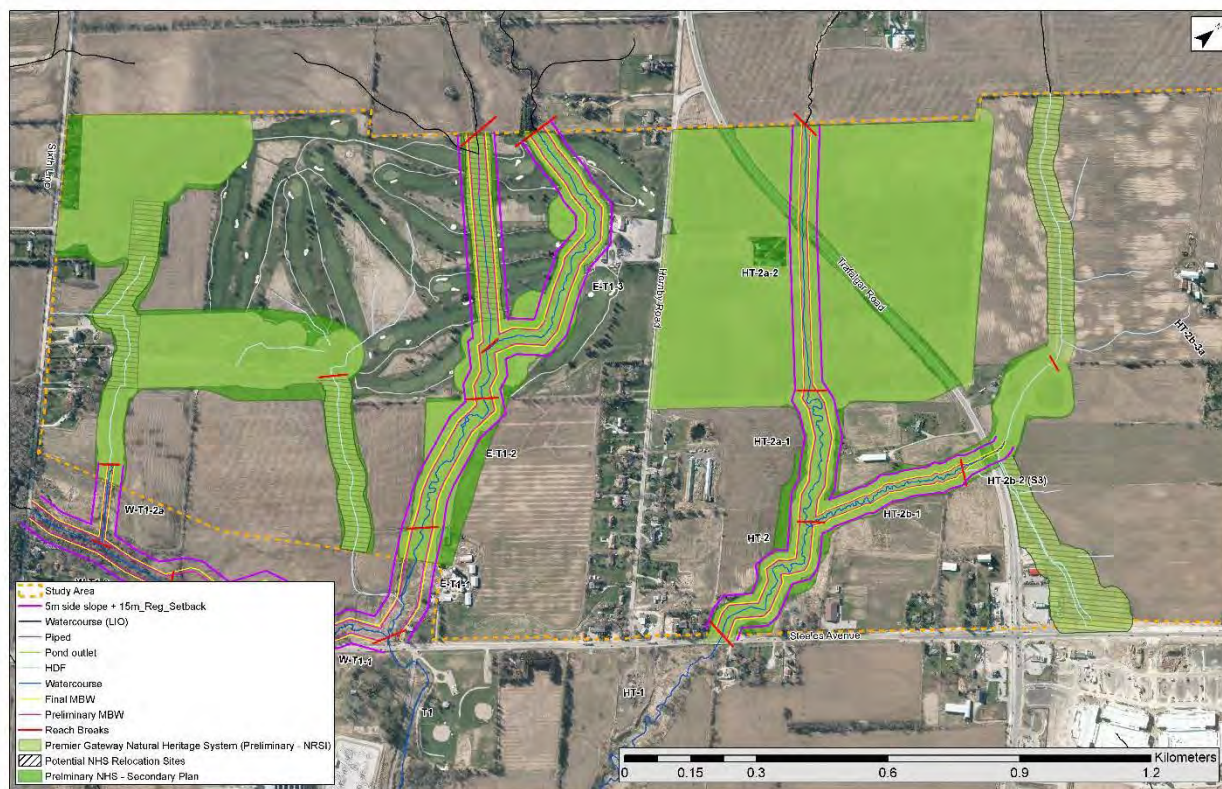 N
Sixth Line
Hornby Road
Trafalgar Road
E-T1-3
HT-2a-2
HT-2b-3a
HT-2a-1
E-T1-2
HT-2b-2 (S3)
W-T1-2a
HT-2b-1
HT-2
E-T1-1
Steeles Avenue
W-T1-1
HT-1
T1
Study Area
5m side slope + 15m_Reg_Setback
Watercourse (LIO)
Piped
Pond outlet
HDF
Watercourse
Final MBW
Preliminary MBW
Reach Breaks
Premier Gateway Natural Heritage System (Preliminary - NRSI)
Potential NHS Relocation Sites
Prelminary NHS - Secondary Plan
Kilometers
0 0.15 0.3 0.6 0.9 1.2